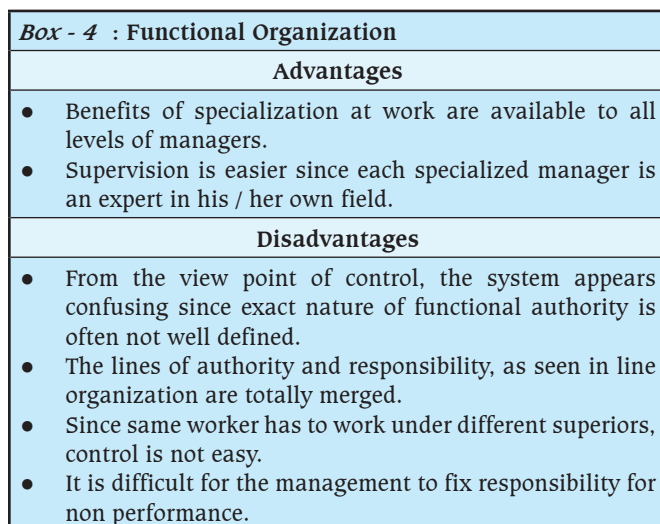 Box - 4 : Functional Organization
Advantages
● Benefits of specialization at work are available to all
levels of managers.
● Supervision is easier since each specialized manager is
an expert in his / her own field.
Disadvantages
● From the view point of control, the system appears
confusing since exact nature of functional authority is
often not well defined.
● The lines of authority and responsibility, as seen in line
organization are totally merged.
● Since same worker has to work under different superiors,
control is not easy.
● It is difficult for the management to fix responsibility for
non performance.